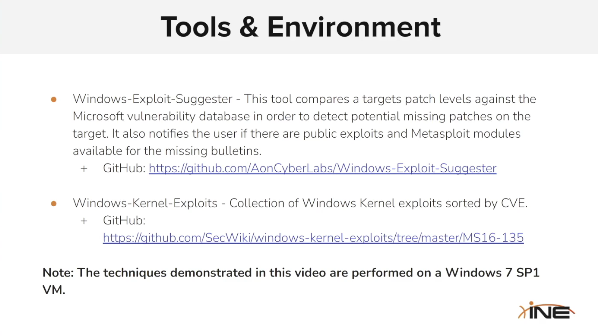 Tools & Environment
● Windows-Exploit-Suggester - This tool compares a targets patch levels against the
Microsoft vulnerability database in order to detect potential missing patches on the
target. It also notifies the user if there are public exploits and Metasploit modules
available for the missing bulletins.
+ GitHub: https://github.com/AonCyberLabs/Windows-Exploit-Suggester
● Windows-Kernel-Exploits - Collection of Windows Kernel exploits sorted by CVE.
+ GitHub:
https://github.com/SecWiki/windows-kernel-exploits/tree/master/MS16-135
Note: The techniques demonstrated in this video are performed on a Windows 7 SP1
VM.
INE